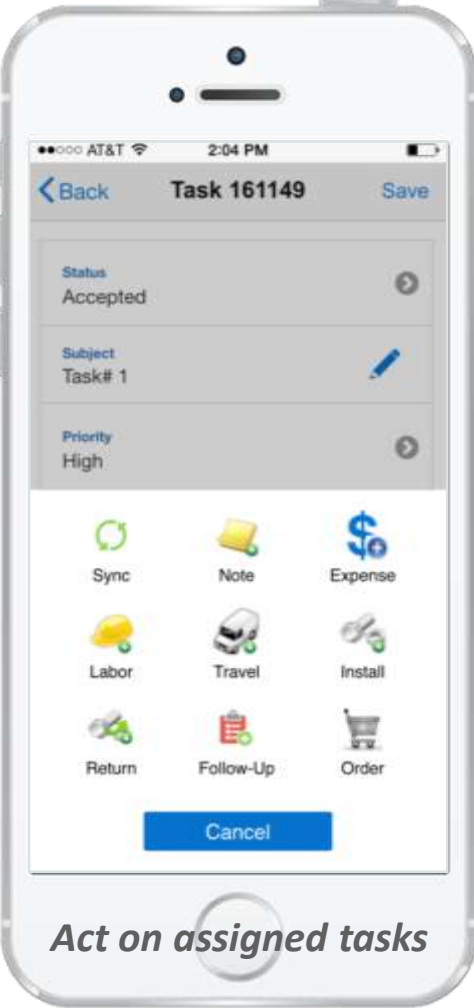 AT&T 2:04 PM
Back Task 161149 Save
Status
Accepted
Subject
Task# 1
Priority
High
Sync Note Expense
Labor Travel Install
Return Follow-Up Order
Cancel
Act on assigned tasks